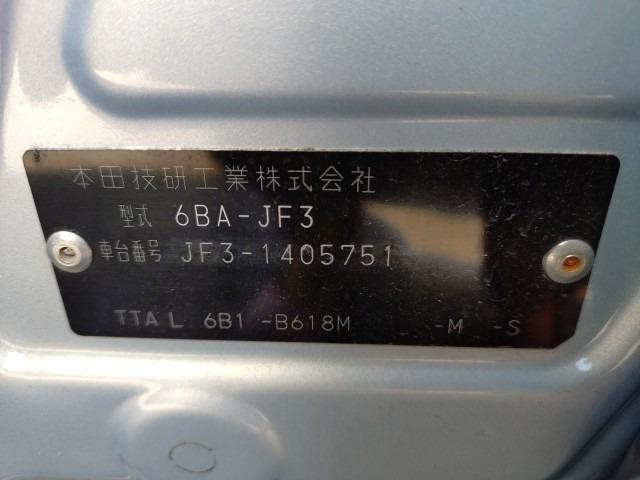 本田技研工業株式会社
型式 6BA-JF3
車台番号 JF3-1405751
TTA L 6B1 -B618M -M -S